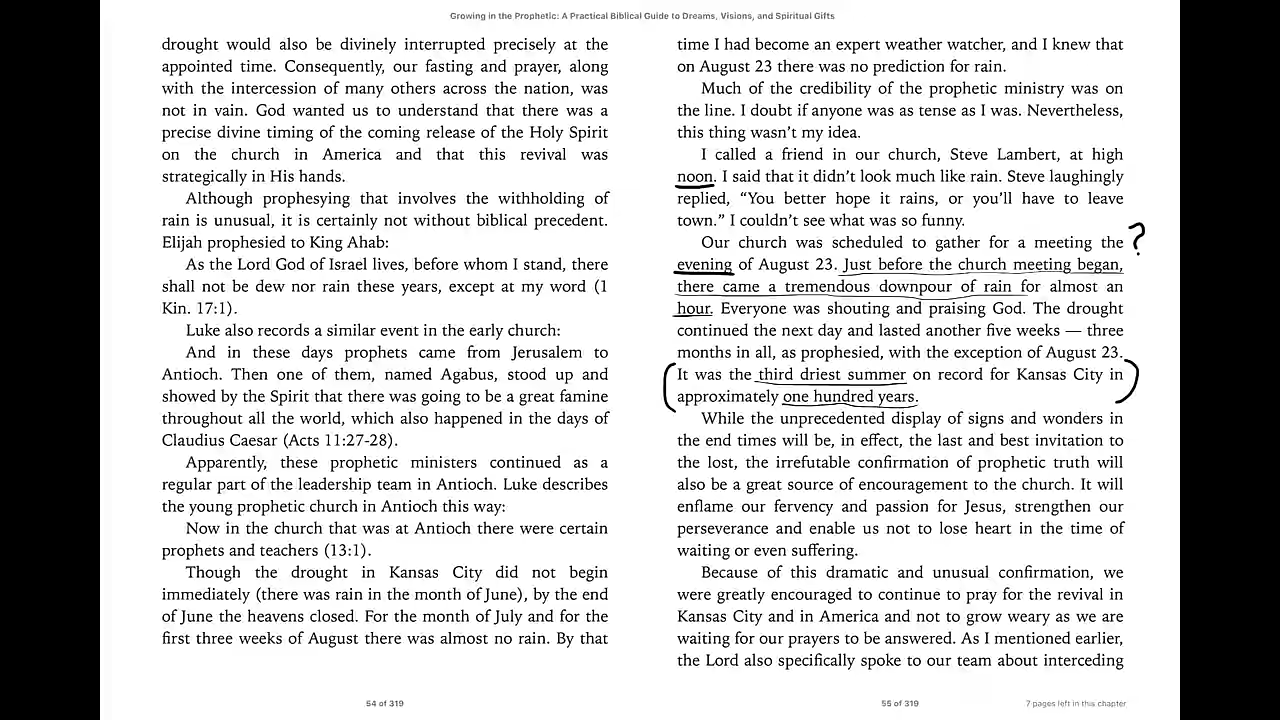 Growing in the Prophetic: A Practical Biblical Guide to Dreams, Visions, and Spiritual Gifts
drought would also be divinely interrupted precisely at the
appointed time. Consequently, our fasting and prayer, along
with the intercession of many others across the nation, was
not in vain. God wanted us to understand that there was a
precise divine timing of the coming release of the Holy Spirit
on the church in America and that this revival was
strategically in His hands.
Although prophesying that involves the withholding of
rain is unusual, it is certainly not without biblical precedent.
Elijah prophesied to King Ahab:
As the Lord God of Israel lives, before whom I stand, there
shall not be dew nor rain these years, except at my word (1
Kin. 17:1).
Luke also records a similar event in the early church:
And in these days prophets came from Jerusalem to
Antioch. Then one of them, named Agabus, stood up and
showed by the Spirit that there was going to be a great famine
throughout all the world, which also happened in the days of
Claudius Caesar (Acts 11:27-28).
Apparently, these prophetic ministers continued as a
regular part of the leadership team in Antioch. Luke describes
the young prophetic church in Antioch this way:
Now in the church that was at Antioch there were certain
prophets and teachers (13:1).
Though the drought in Kansas City did not begin
immediately (there was rain in the month of June), by the end
of June the heavens closed. For the month of July and for the
first three weeks of August there was almost no rain. By that
54 of 319
time I had become an expert weather watcher, and I knew that
on August 23 there was no prediction for rain.
Much of the credibility of the prophetic ministry was on
the line. I doubt if anyone was as tense as I was. Nevertheless,
this thing wasn't my idea.
I called a friend in our church, Steve Lambert, at high
noon. I said that it didn't look much like rain. Steve laughingly
replied, "You better hope it rains, or you'll have to leave
town." I couldn't see what was so funny.
Our church was scheduled to gather for a meeting the ?
evening of August 23. Just before the church meeting began,
there came a tremendous downpour of rain for almost an
hour. Everyone was shouting and praising God. The drought
continued the next day and lasted another five weeks — three
months in all, as prophesied, with the exception of August 23.
It was the third driest summer on record for Kansas City in
approximately one hundred years.
While the unprecedented display of signs and wonders in
the end times will be, in effect, the last and best invitation to
the lost, the irrefutable confirmation of prophetic truth will
also be a great source of encouragement to the church. It will
enflame our fervency and passion for Jesus, strengthen our
perseverance and enable us not to lose heart in the time of
waiting or even suffering.
Because of this dramatic and unusual confirmation, we
were greatly encouraged to continue to pray for the revival in
Kansas City and in America and not to grow weary as we are
waiting for our prayers to be answered. As I mentioned earlier,
the Lord also specifically spoke to our team about interceding
55 of 319
7 pages left in this chapter